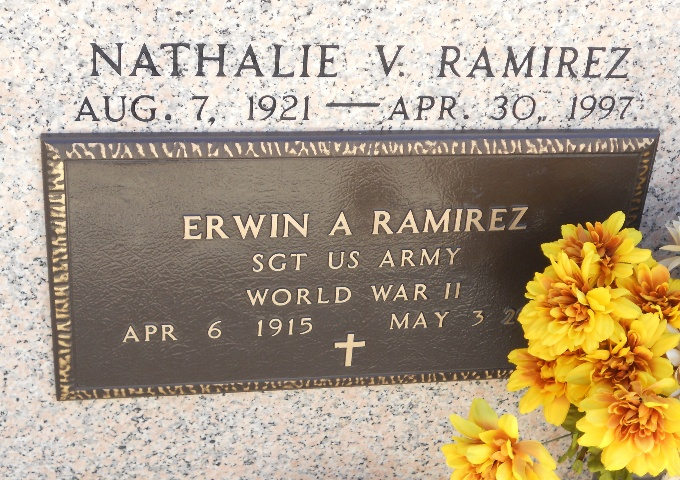 NATHALIE V. RAMIREZ
AUG. 7, 1921 — APR. 30, 1997
ERWIN A RAMIREZ
SGT US ARMY
WORLD WAR II
APR 6 1915 MAY 3